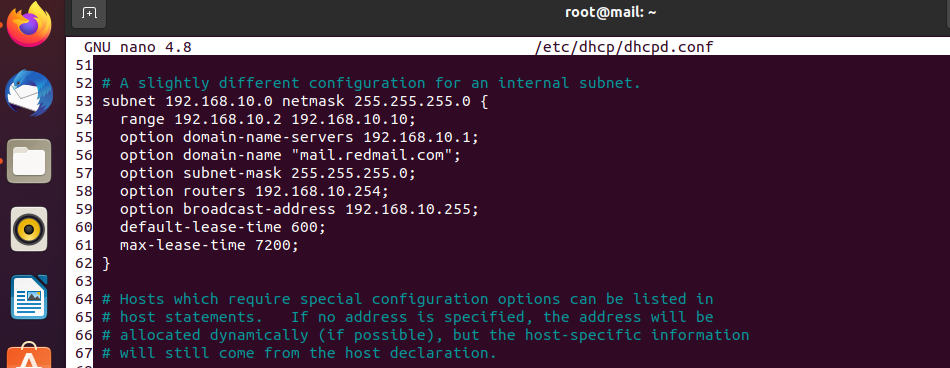 root@mail: ~
GNU nano 4.8 /etc/dhcp/dhcpd.conf
51
52 # A slightly different configuration for an internal subnet.
53 subnet 192.168.10.0 netmask 255.255.255.0 {
54   range 192.168.10.2 192.168.10.10;
55   option domain-name-servers 192.168.10.1;
56   option domain-name "mail.redmail.com";
57   option subnet-mask 255.255.255.0;
58   option routers 192.168.10.254;
59   option broadcast-address 192.168.10.255;
60   default-lease-time 600;
61   max-lease-time 7200;
62 }
63
64 # Hosts which require special configuration options can be listed in
65 # host statements.   If no address is specified, the address will be
66 # allocated dynamically (if possible), but the host-specific information
67 # will still come from the host declaration.